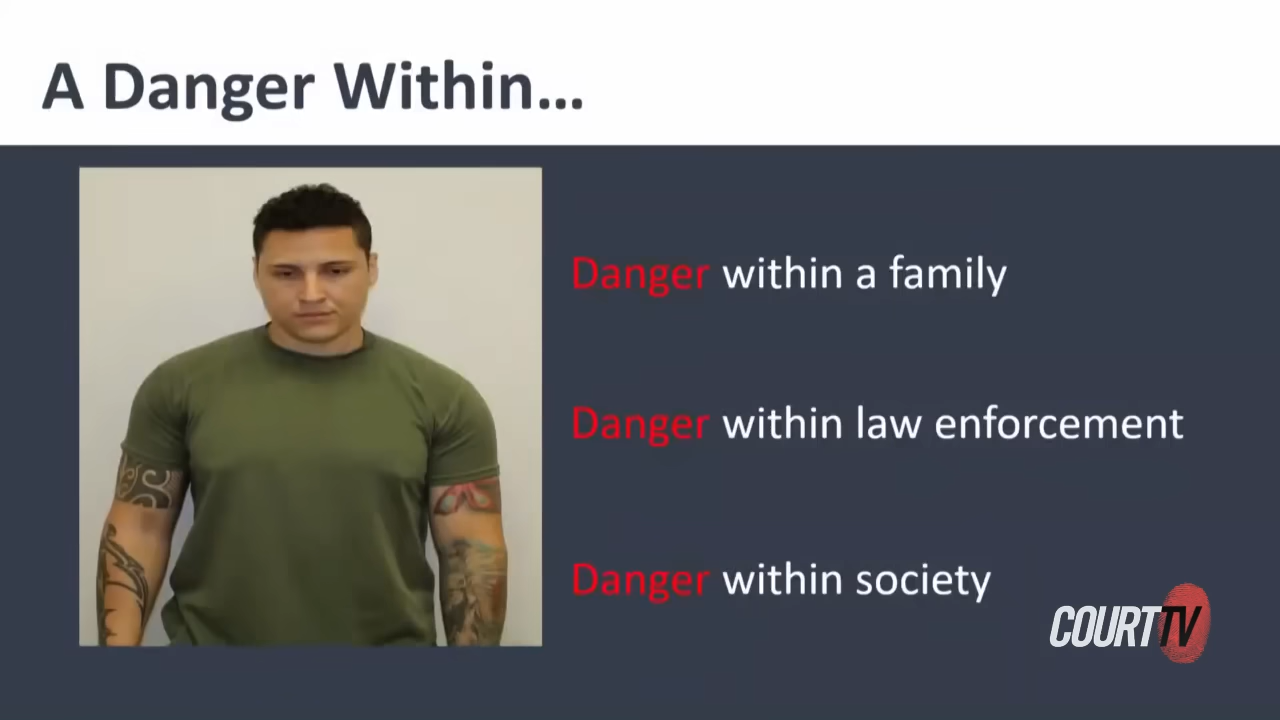 A Danger Within...
Danger within a family
Danger within law enforcement
Danger within society
COURT TV